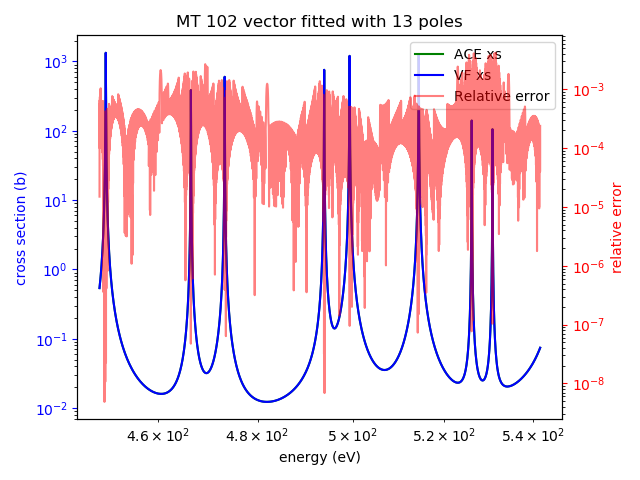 MT 102 vector fitted with 13 poles
ACE xs
VF xs
Relative error
cross section (b)
10³
10²
10¹
10⁰
10⁻¹
10⁻²
relative error
10⁻³
10⁻⁴
10⁻⁵
10⁻⁶
10⁻⁷
10⁻⁸
4.6 × 10²
4.8 × 10²
5 × 10²
5.2 × 10²
5.4 × 10²
energy (eV)